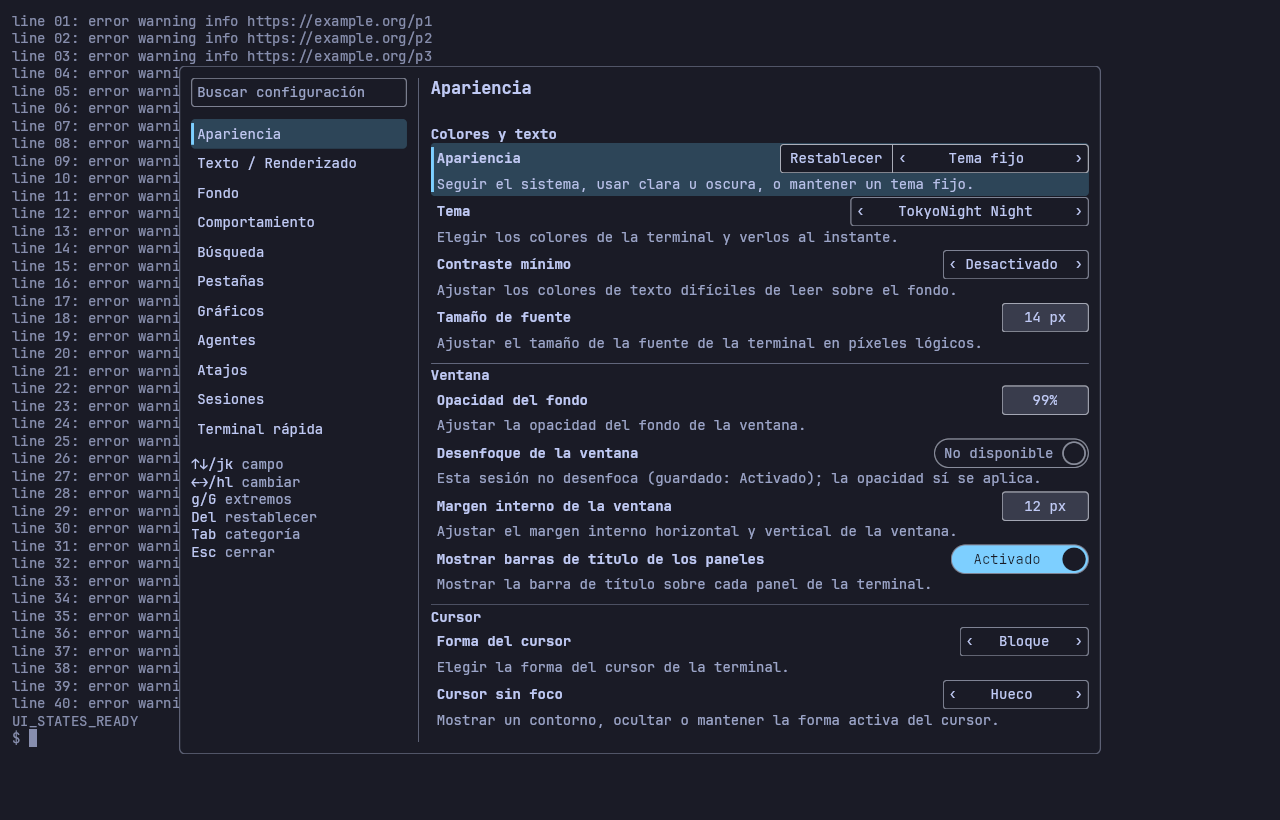 line 01: error warning info https://example.org/p1
line 02: error warning info https://example.org/p2
line 03: error warning info https://example.org/p3
line 04: error warni
line 05: error warni
line 06: error warni
line 07: error warni
line 08: error warni
line 09: error warni
line 10: error warni
line 11: error warni
line 12: error warni
line 13: error warni
line 14: error warni
line 15: error warni
line 16: error warni
line 17: error warni
line 18: error warni
line 19: error warni
line 20: error warni
line 21: error warni
line 22: error warni
line 23: error warni
line 24: error warni
line 25: error warni
line 26: error warni
line 27: error warni
line 28: error warni
line 29: error warni
line 30: error warni
line 31: error warni
line 32: error warni
line 33: error warni
line 34: error warni
line 35: error warni
line 36: error warni
line 37: error warni
line 38: error warni
line 39: error warni
line 40: error warni
UI_STATES_READY
$
Buscar configuración
Apariencia
Texto / Renderizado
Fondo
Comportamiento
Búsqueda
Pestañas
Gráficos
Agentes
Atajos
Sesiones
Terminal rápida
↑↓/jk campo
↔/hl cambiar
g/G extremos
Del restablecer
Tab categoría
Esc cerrar
Apariencia
Colores y texto
Apariencia Restablecer ‹ Tema fijo ›
Seguir el sistema, usar clara u oscura, o mantener un tema fijo.
Tema ‹ TokyoNight Night ›
Elegir los colores de la terminal y verlos al instante.
Contraste mínimo ‹ Desactivado ›
Ajustar los colores de texto difíciles de leer sobre el fondo.
Tamaño de fuente 14 px
Ajustar el tamaño de la fuente de la terminal en píxeles lógicos.
Ventana
Opacidad del fondo 99%
Ajustar la opacidad del fondo de la ventana.
Desenfoque de la ventana No disponible
Esta sesión no desenfoca (guardado: Activado); la opacidad sí se aplica.
Margen interno de la ventana 12 px
Ajustar el margen interno horizontal y vertical de la ventana.
Mostrar barras de título de los paneles Activado
Mostrar la barra de título sobre cada panel de la terminal.
Cursor
Forma del cursor ‹ Bloque ›
Elegir la forma del cursor de la terminal.
Cursor sin foco ‹ Hueco ›
Mostrar un contorno, ocultar o mantener la forma activa del cursor.